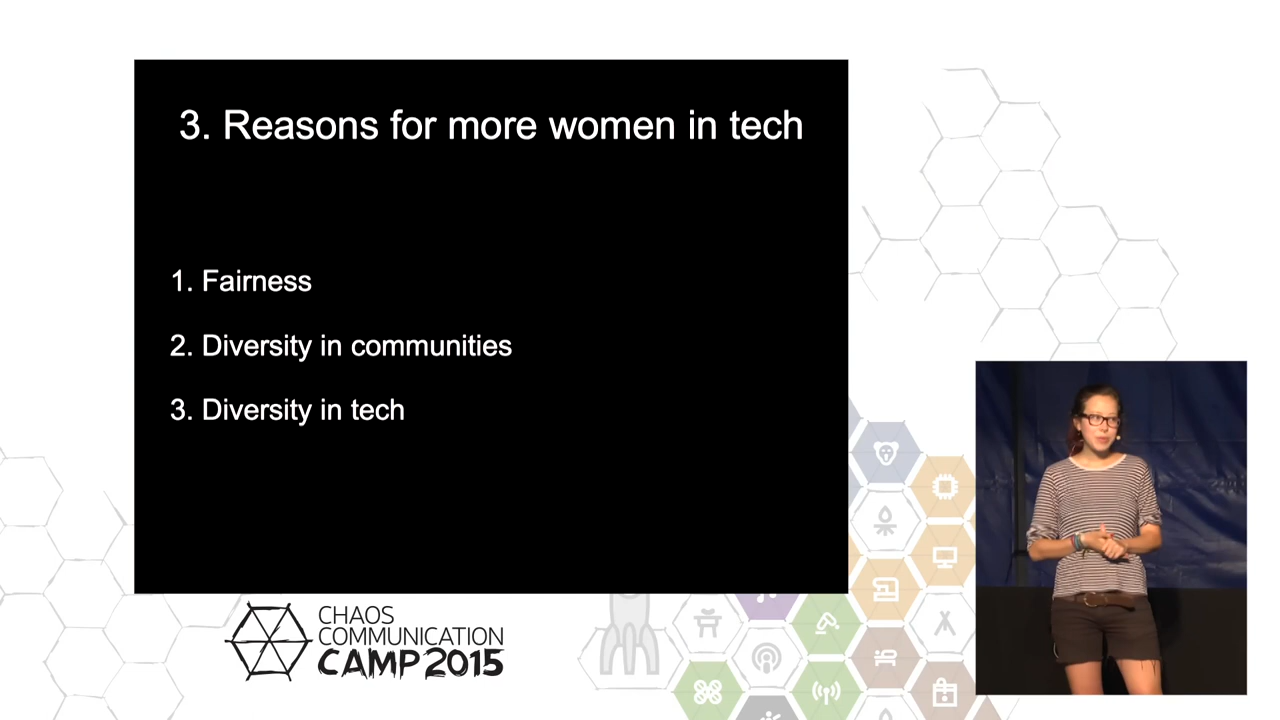 3. Reasons for more women in tech
1. Fairness
2. Diversity in communities
3. Diversity in tech
CHAOS
COMMUNICATION
CAMP 2015